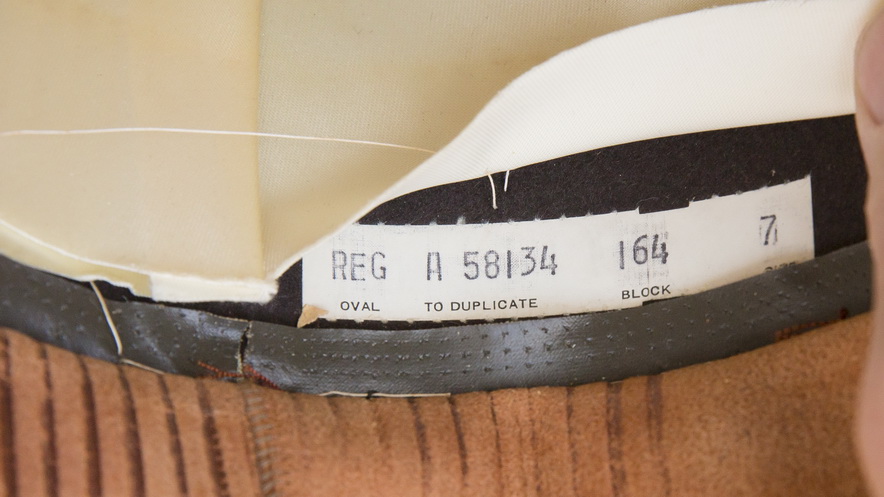 REG A 58134 164 7
OVAL TO DUPLICATE BLOCK